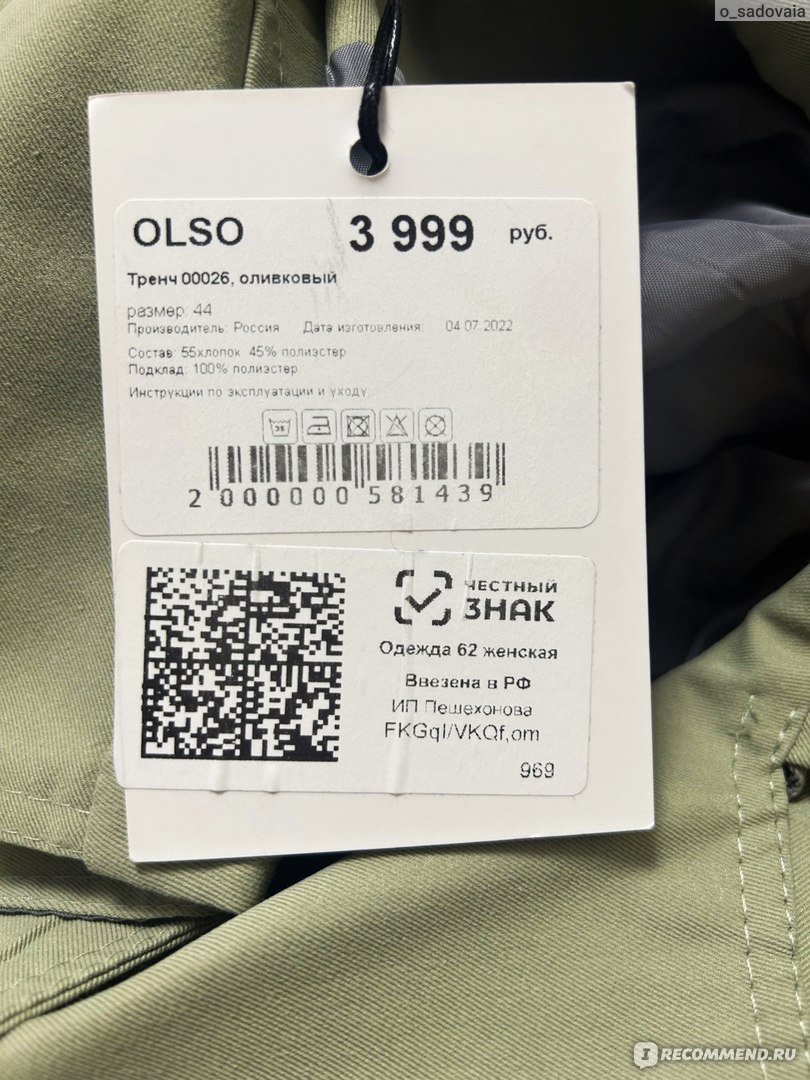 o_sadovaia
OLSO 3 999 руб.
Тренч 00026, оливковый
размер: 44
Производитель: Россия Дата изготовления: 04.07.2022
Состав: 55хлопок 45% полиэстер
Подклад: 100% полиэстер
Инструкции по эксплуатации и уходу:
2 000000 581439
ЧЕСТНЫЙ
ЗНАК
Одежда 62 женская
Ввезена в РФ
ИП Пешехонова
FKGqI/VKQf,om
969
IRECOMMEND.RU